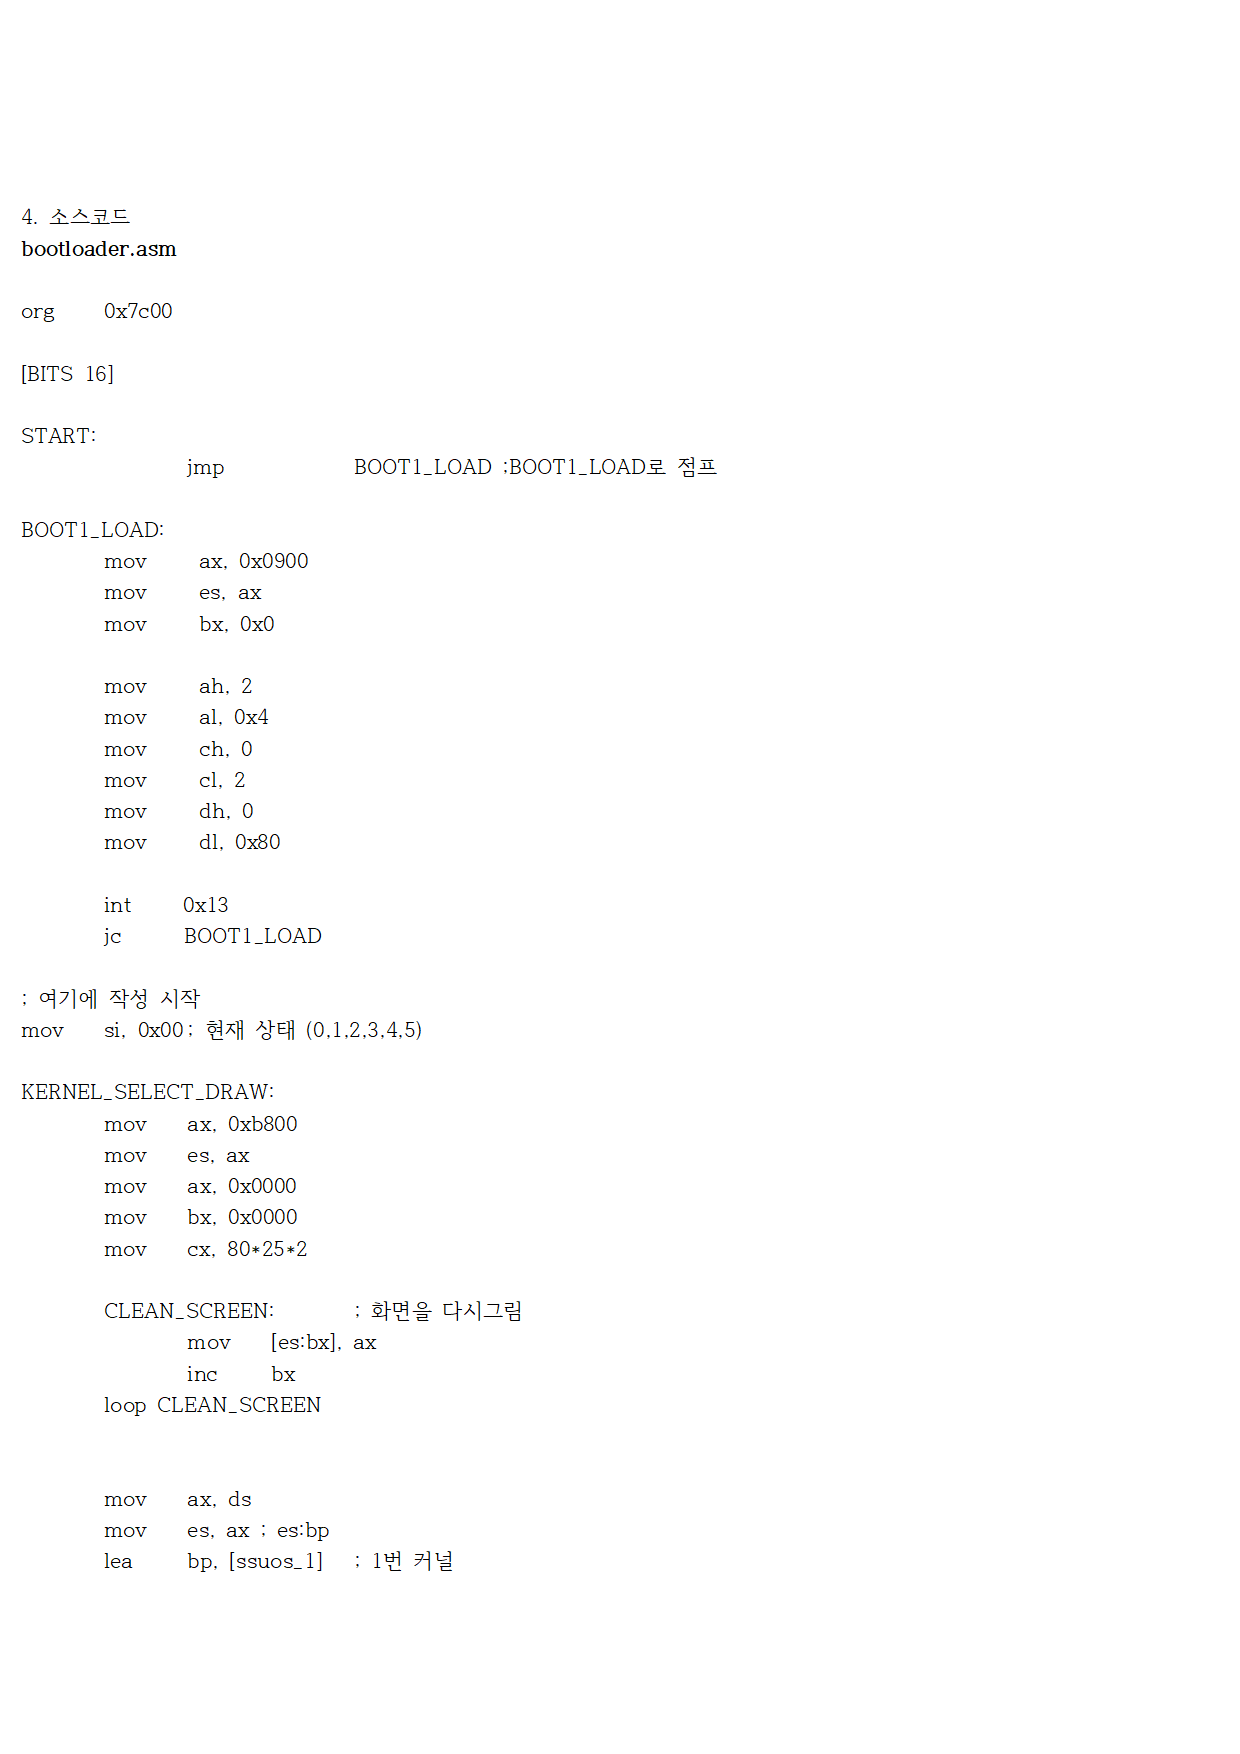 4. 소스코드
bootloader.asm
org 0x7c00
[BITS 16]
START:
jmp BOOT1_LOAD ;BOOT1_LOAD로 점프
BOOT1_LOAD:
mov ax, 0x0900
mov es, ax
mov bx, 0x0
mov ah, 2
mov al, 0x4
mov ch, 0
mov cl, 2
mov dh, 0
mov dl, 0x80
int 0x13
jc BOOT1_LOAD
; 여기에 작성 시작
mov si, 0x00 ; 현재 상태 (0,1,2,3,4,5)
KERNEL_SELECT_DRAW:
mov ax, 0xb800
mov es, ax
mov ax, 0x0000
mov bx, 0x0000
mov cx, 80*25*2
CLEAN_SCREEN: ; 화면을 다시그림
mov [es:bx], ax
inc bx
loop CLEAN_SCREEN
mov ax, ds
mov es, ax ; es:bp
lea bp, [ssuos_1] ; 1번 커널